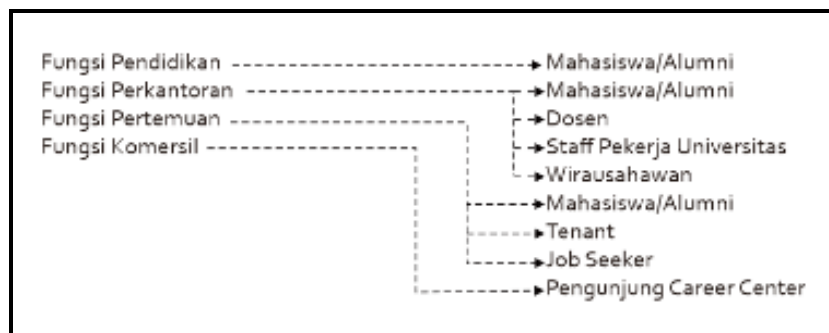 Fungsi Pendidikan Mahasiswa/Alumni
Fungsi Perkantoran Mahasiswa/Alumni
Fungsi Pertemuan Dosen
Fungsi Komersil Staff Pekerja Universitas
Wirausahawan
Mahasiswa/Alumni
Tenant
Job Seeker
Pengunjung Career Center